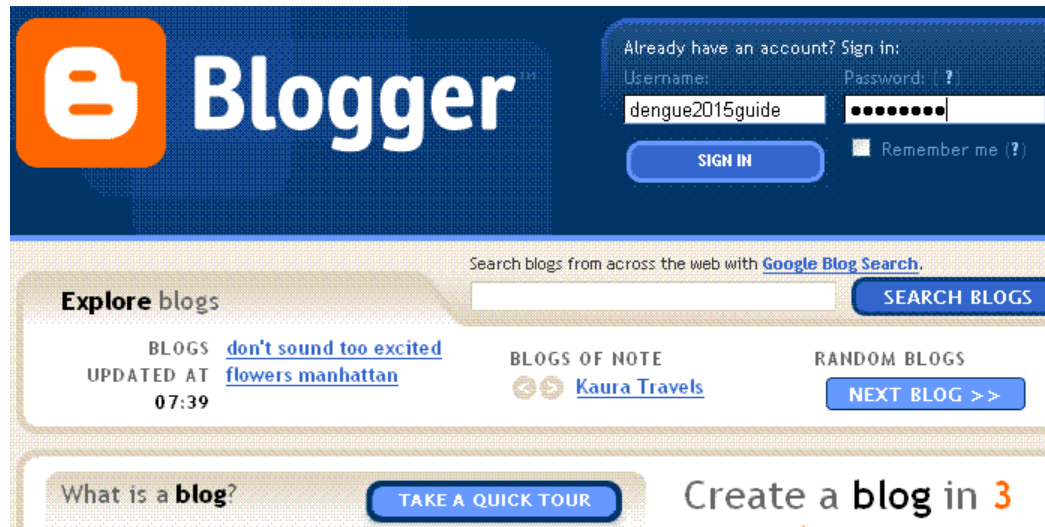 Blogger™
Already have an account? Sign in:
Username: Password: (?)
dengue2015guide ●●●●●●●●
SIGN IN Remember me (?)
Search blogs from across the web with Google Blog Search.
Explore blogs SEARCH BLOGS
BLOGS UPDATED AT 07:39
don't sound too excited
flowers manhattan
BLOGS OF NOTE
Kaura Travels
RANDOM BLOGS
NEXT BLOG >>
What is a blog? TAKE A QUICK TOUR
Create a blog in 3